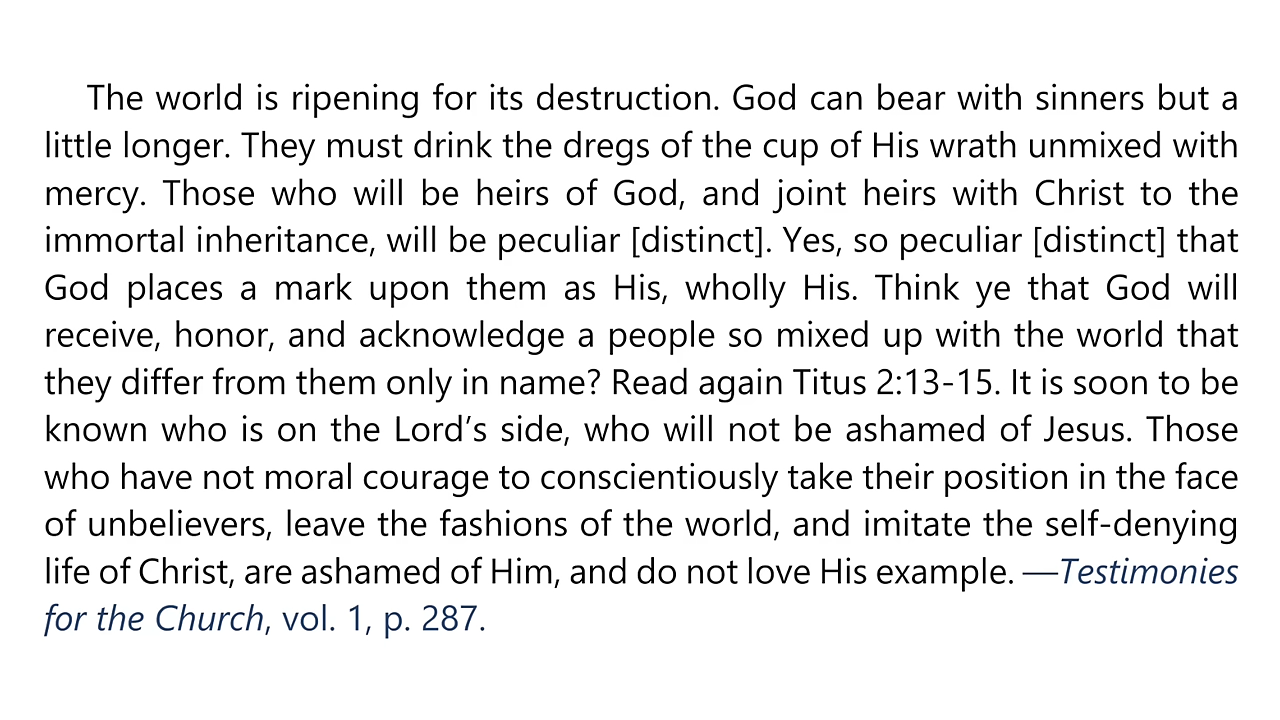 The world is ripening for its destruction. God can bear with sinners but a
little longer. They must drink the dregs of the cup of His wrath unmixed with
mercy. Those who will be heirs of God, and joint heirs with Christ to the
immortal inheritance, will be peculiar [distinct]. Yes, so peculiar [distinct] that
God places a mark upon them as His, wholly His. Think ye that God will
receive, honor, and acknowledge a people so mixed up with the world that
they differ from them only in name? Read again Titus 2:13-15. It is soon to be
known who is on the Lord’s side, who will not be ashamed of Jesus. Those
who have not moral courage to conscientiously take their position in the face
of unbelievers, leave the fashions of the world, and imitate the self-denying
life of Christ, are ashamed of Him, and do not love His example. —Testimonies
for the Church, vol. 1, p. 287.